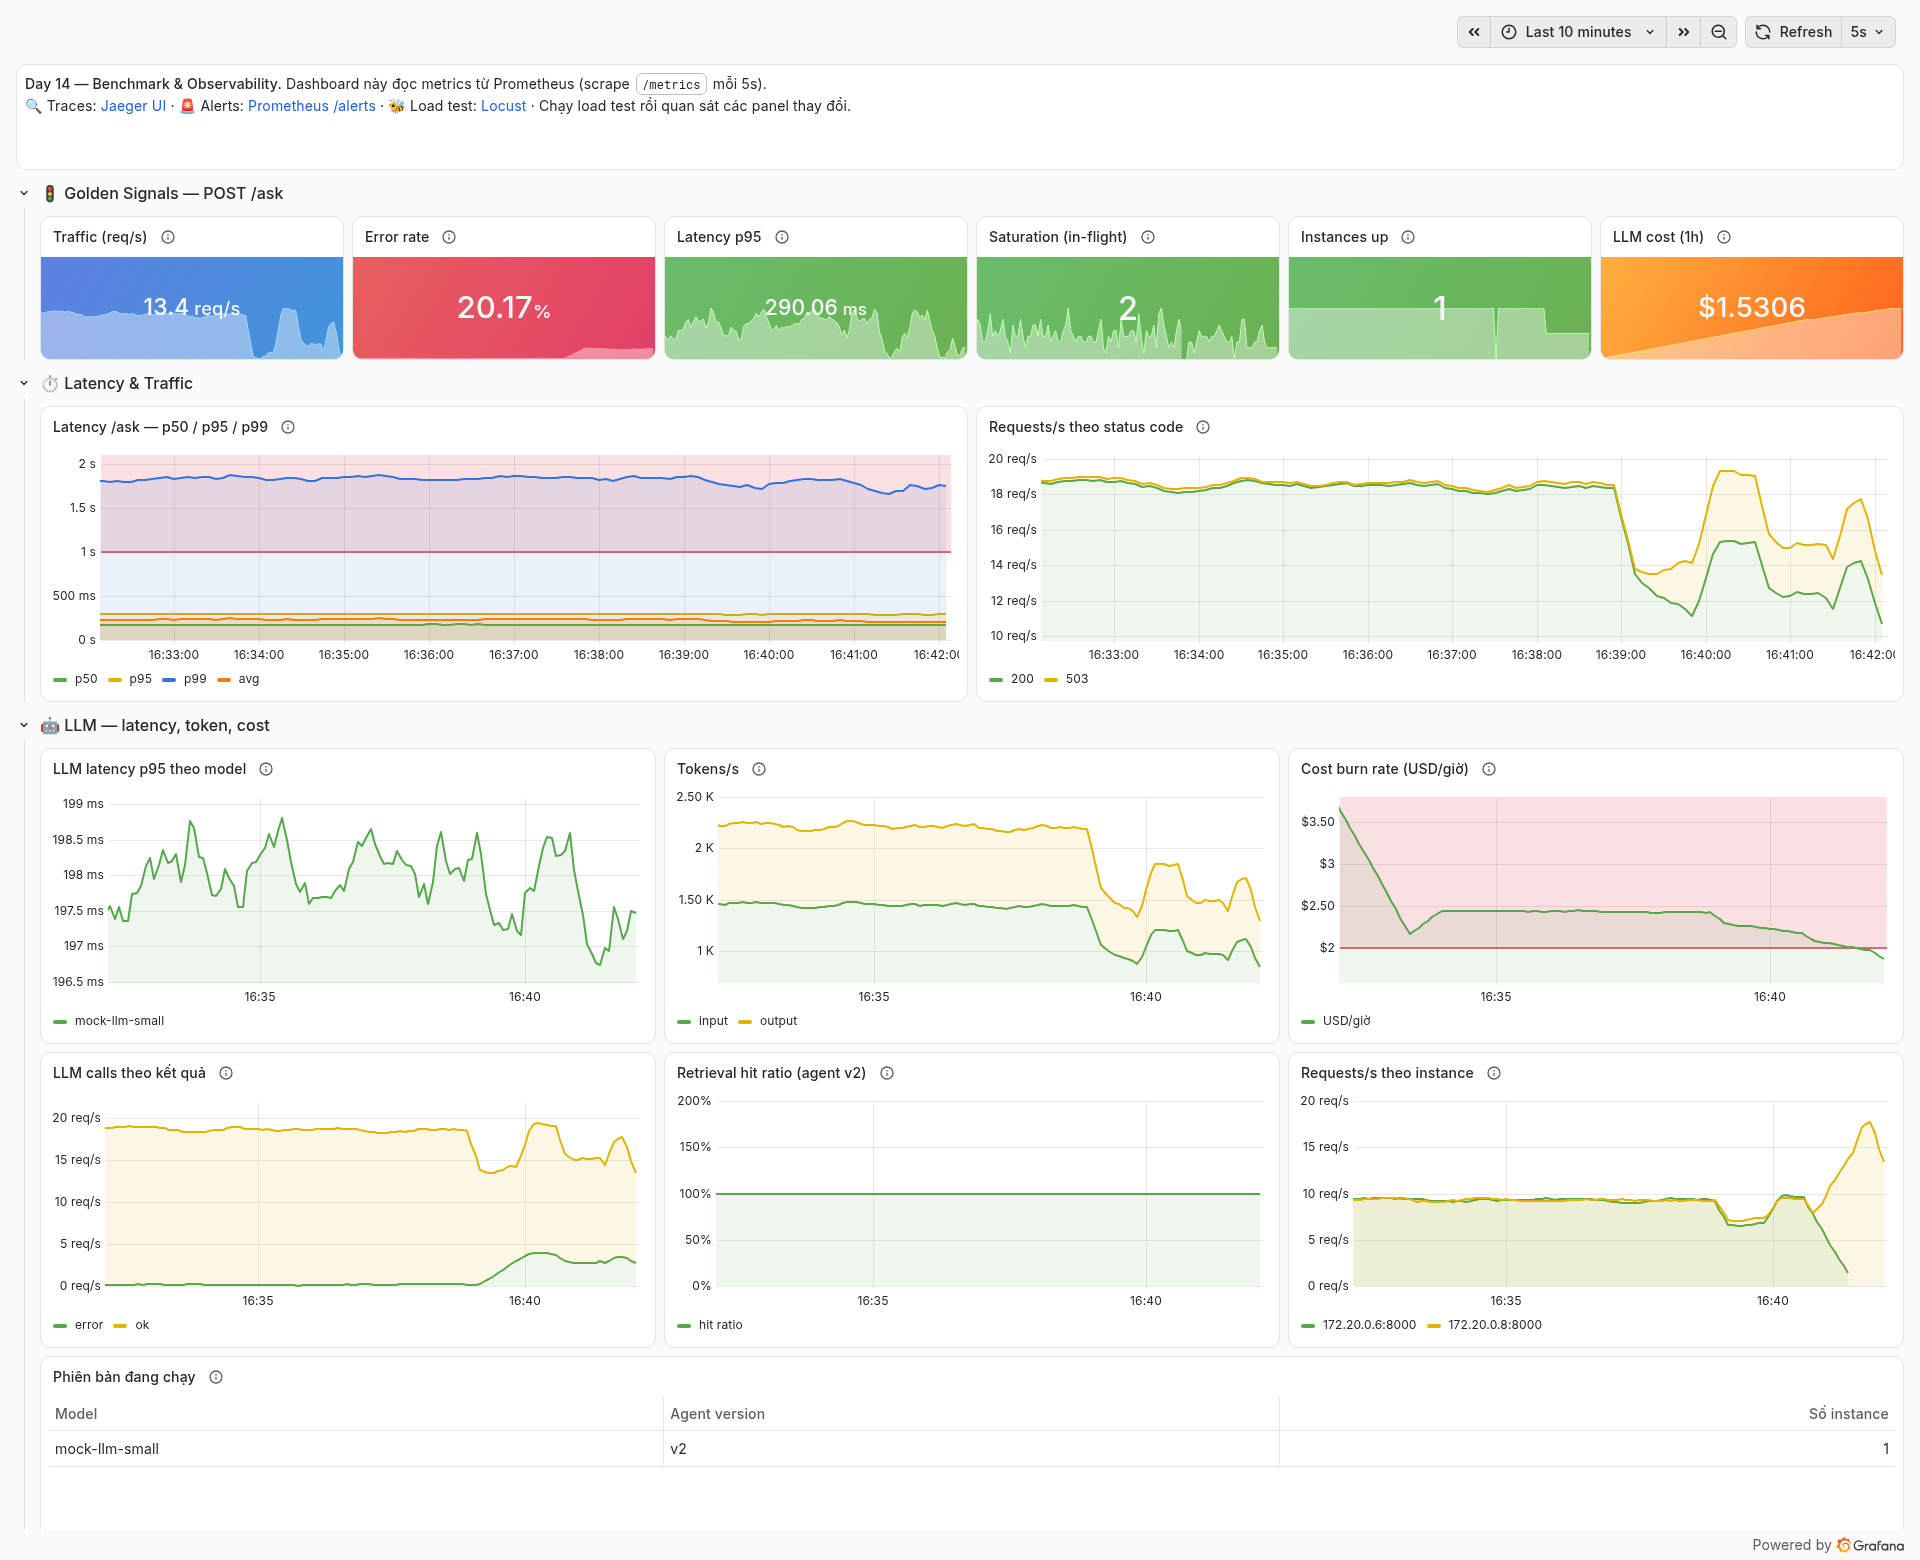 Last 10 minutes
Refresh
5s
Day 14 — Benchmark & Observability. Dashboard này đọc metrics từ Prometheus (scrape /metrics mỗi 5s).
🔍 Traces: Jaeger UI · 🚨 Alerts: Prometheus /alerts · 🐝 Load test: Locust · Chạy load test rồi quan sát các panel thay đổi.
🚦 Golden Signals — POST /ask
Traffic (req/s)
13.4 req/s
Error rate
20.17%
Latency p95
290.06 ms
Saturation (in-flight)
2
Instances up
1
LLM cost (1h)
$1.5306
⏱️ Latency & Traffic
Latency /ask — p50 / p95 / p99
2 s
1.5 s
1 s
500 ms
0 s
16:33:00 16:34:00 16:35:00 16:36:00 16:37:00 16:38:00 16:39:00 16:40:00 16:41:00 16:42:00
p50 p95 p99 avg
Requests/s theo status code
20 req/s
18 req/s
16 req/s
14 req/s
12 req/s
10 req/s
16:33:00 16:34:00 16:35:00 16:36:00 16:37:00 16:38:00 16:39:00 16:40:00 16:41:00 16:42:00
200 503
🤖 LLM — latency, token, cost
LLM latency p95 theo model
199 ms
198.5 ms
198 ms
197.5 ms
197 ms
196.5 ms
16:35 16:40
mock-llm-small
Tokens/s
2.50 K
2 K
1.50 K
1 K
16:35 16:40
input output
Cost burn rate (USD/giờ)
$3.50
$3
$2.50
$2
16:35 16:40
USD/giờ
LLM calls theo kết quả
20 req/s
15 req/s
10 req/s
5 req/s
0 req/s
16:35 16:40
error ok
Retrieval hit ratio (agent v2)
200%
150%
100%
50%
0%
16:35 16:40
hit ratio
Requests/s theo instance
20 req/s
15 req/s
10 req/s
5 req/s
0 req/s
16:35 16:40
172.20.0.6:8000 172.20.0.8:8000
Phiên bản đang chạy
Model Agent version Số instance
mock-llm-small v2 1
Powered by Grafana